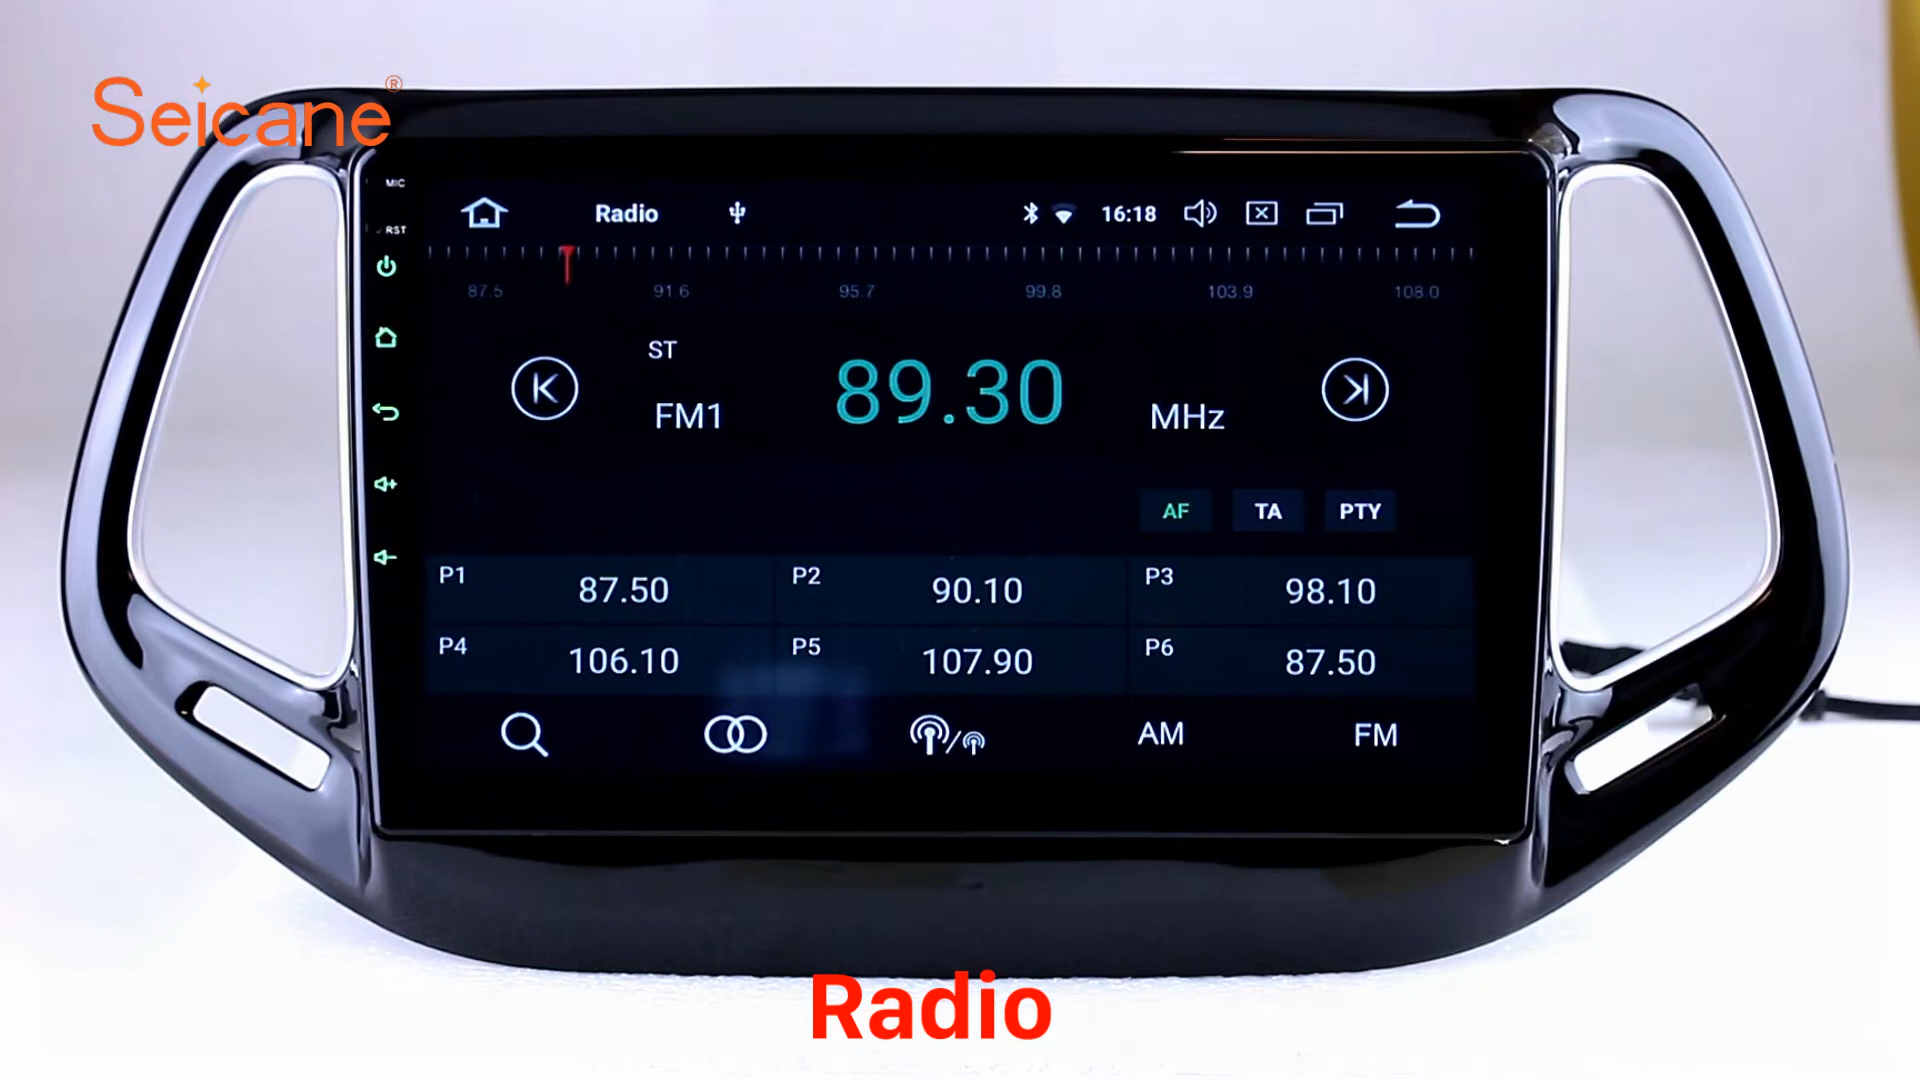 Seicane®
MIC
RST
Radio 16:18
87.5 91.6 95.7 99.8 103.9 108.0
ST
FM1 89.30 MHz
AF TA PTY
P1 87.50 P2 90.10 P3 98.10
P4 106.10 P5 107.90 P6 87.50
AM FM
Radio